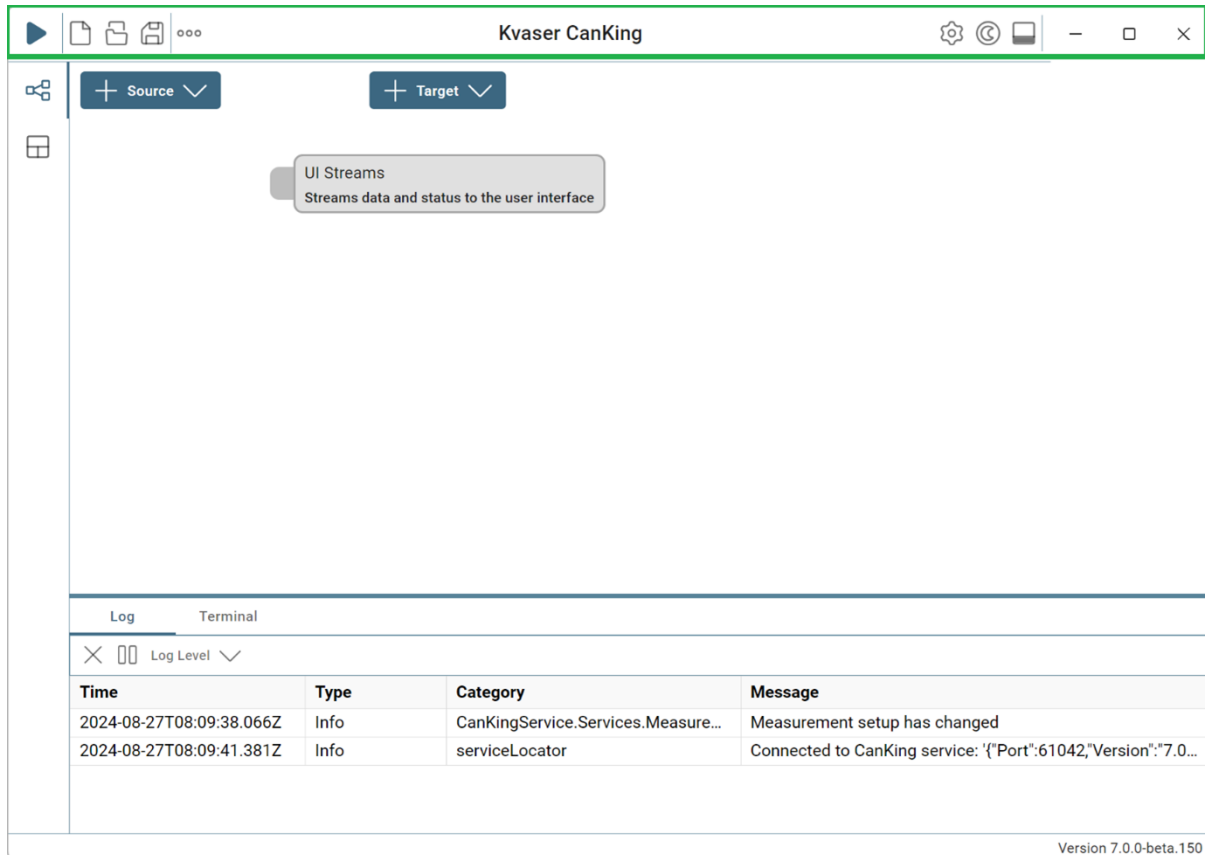 Kvaser CanKing
Source
Target
UI Streams
Streams data and status to the user interface
Log Terminal
Log Level
Time Type Category Message
2024-08-27T08:09:38.066Z Info CanKingService.Services.Measure... Measurement setup has changed
2024-08-27T08:09:41.381Z Info serviceLocator Connected to CanKing service: '{"Port":61042,"Version":"7.0...
Version 7.0.0-beta.150